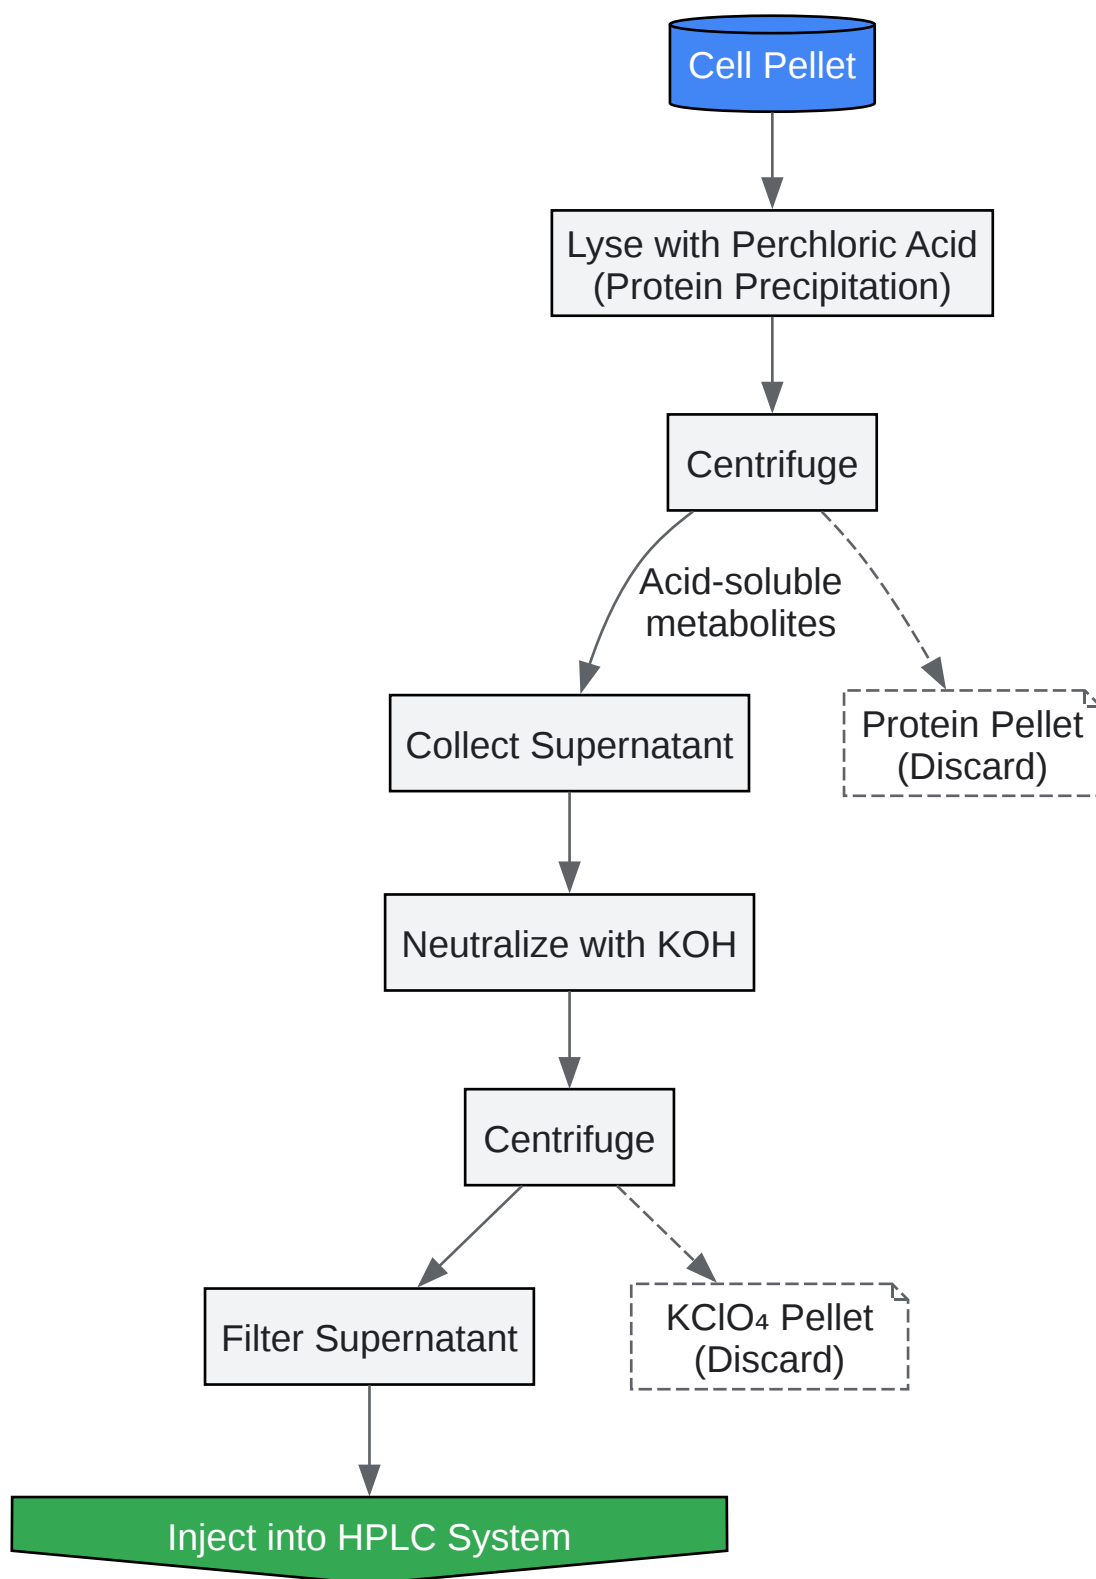 Cell Pellet
Lyse with Perchloric Acid
(Protein Precipitation)
Centrifuge
Acid-soluble
metabolites
Collect Supernatant
Protein Pellet
(Discard)
Neutralize with KOH
Centrifuge
Filter Supernatant
KClO₄ Pellet
(Discard)
Inject into HPLC System